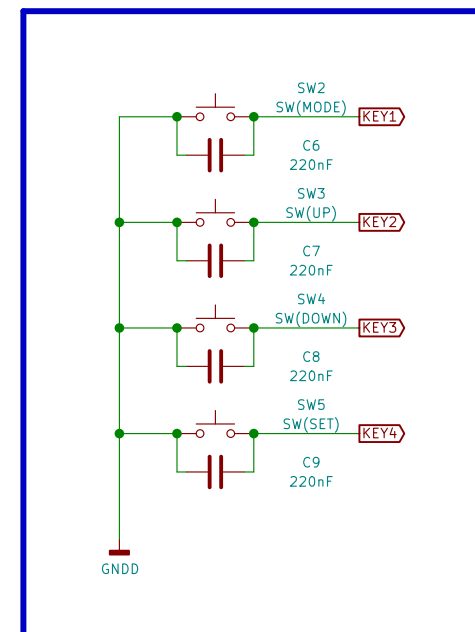 SW2
SW(MODE)
KEY1
C6
220nF
SW3
SW(UP)
KEY2
C7
220nF
SW4
SW(DOWN)
KEY3
C8
220nF
SW5
SW(SET)
KEY4
C9
220nF
GNDD